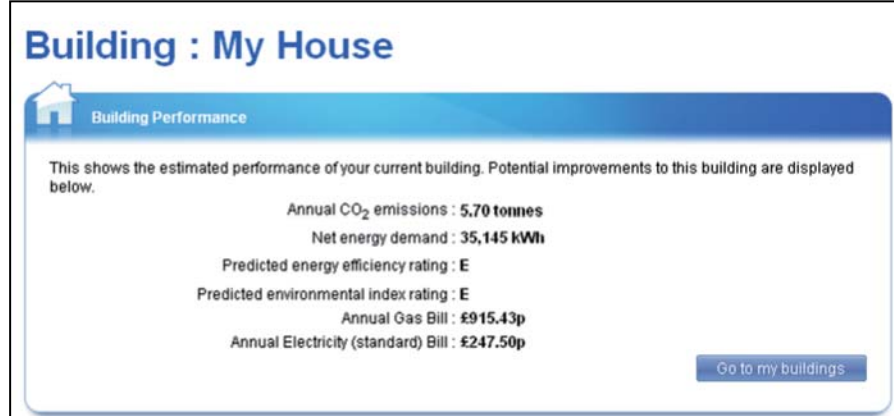 Building : My House
Building Performance
This shows the estimated performance of your current building. Potential improvements to this building are displayed
below.
Annual CO₂ emissions : 5.70 tonnes
Net energy demand : 35,145 kWh
Predicted energy efficiency rating : E
Predicted environmental index rating : E
Annual Gas Bill : £915.43p
Annual Electricity (standard) Bill : £247.50p
Go to my buildings